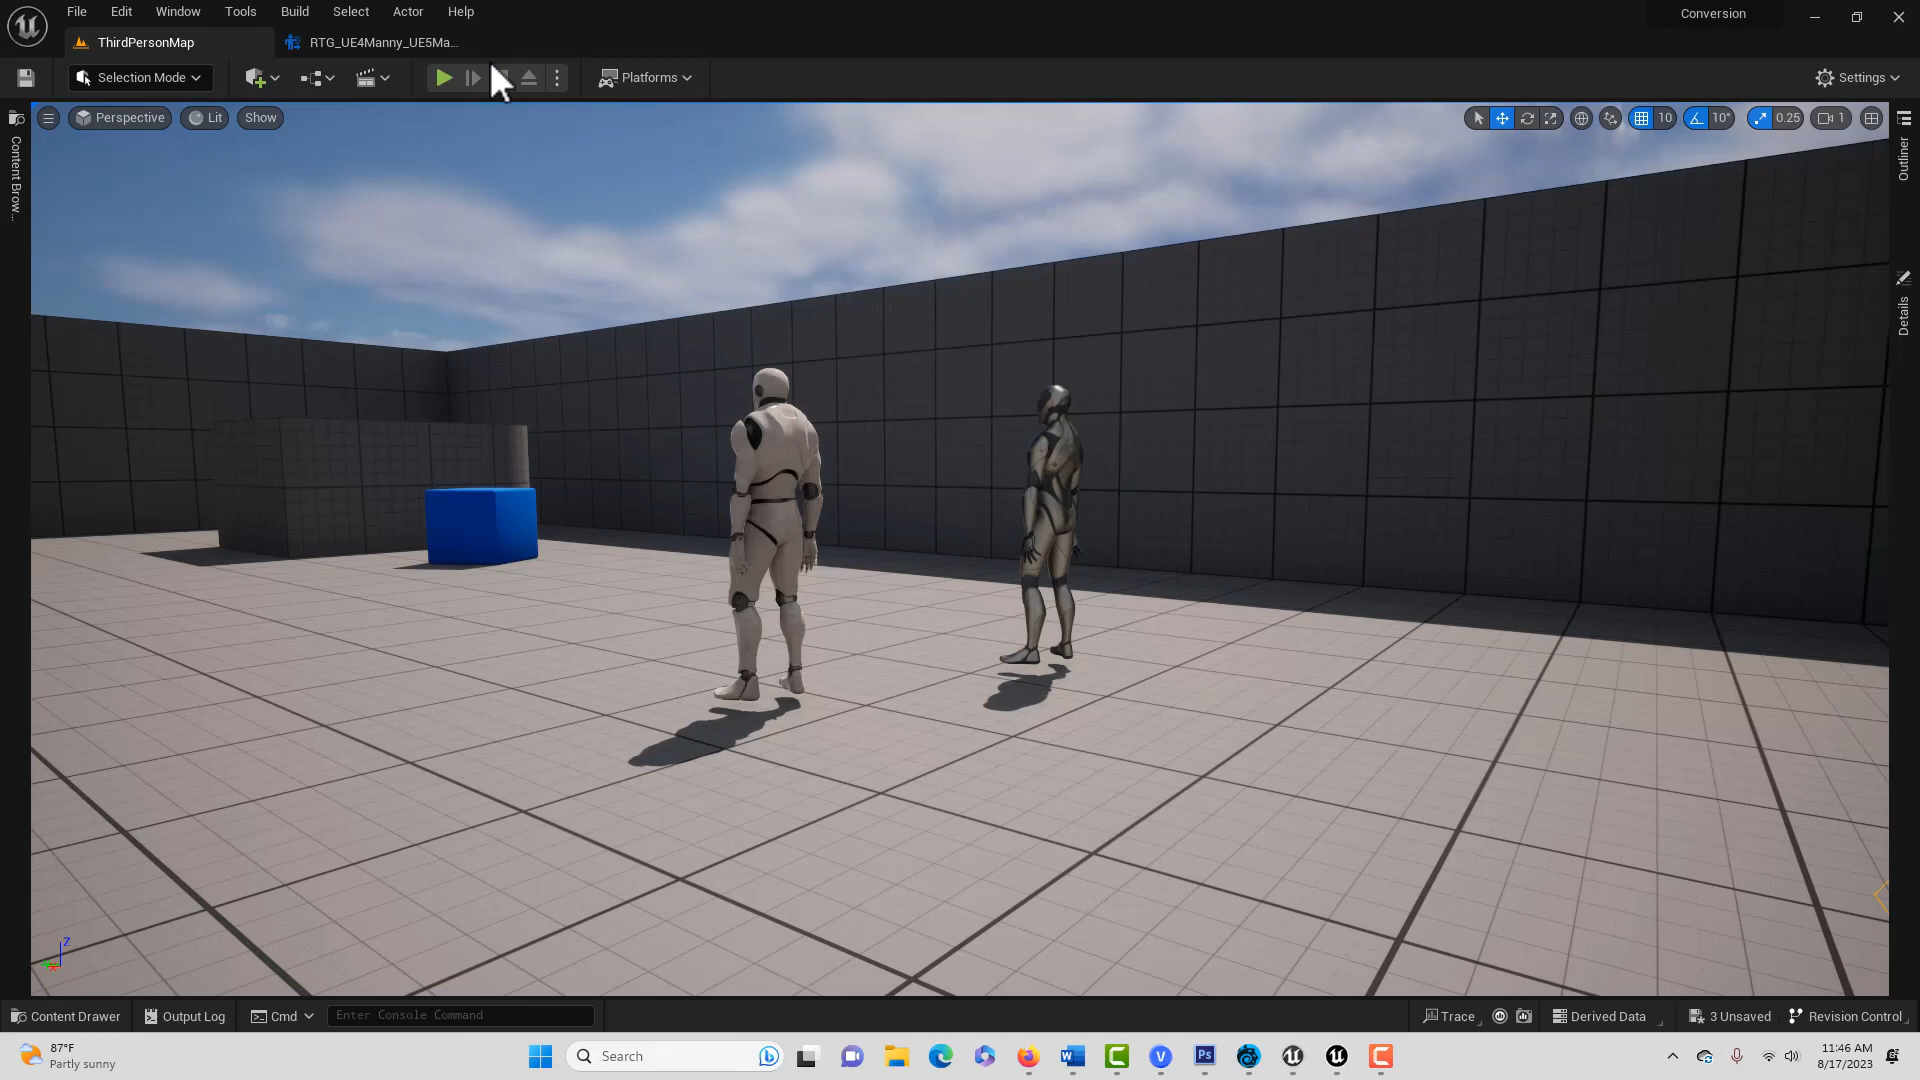 File Edit Window Tools Build Select Actor Help
Conversion
ThirdPersonMap
RTG_UE4Manny_UE5Ma...
Selection Mode
Platforms
Settings
Perspective
Lit
Show
10
10°
0.25
1
Content Brow...
Outliner
Details
Z
Content Drawer
Output Log
Cmd
Enter Console Command
Trace
Derived Data
3 Unsaved
Revision Control
87°F
Partly sunny
Search
11:46 AM
8/17/2023